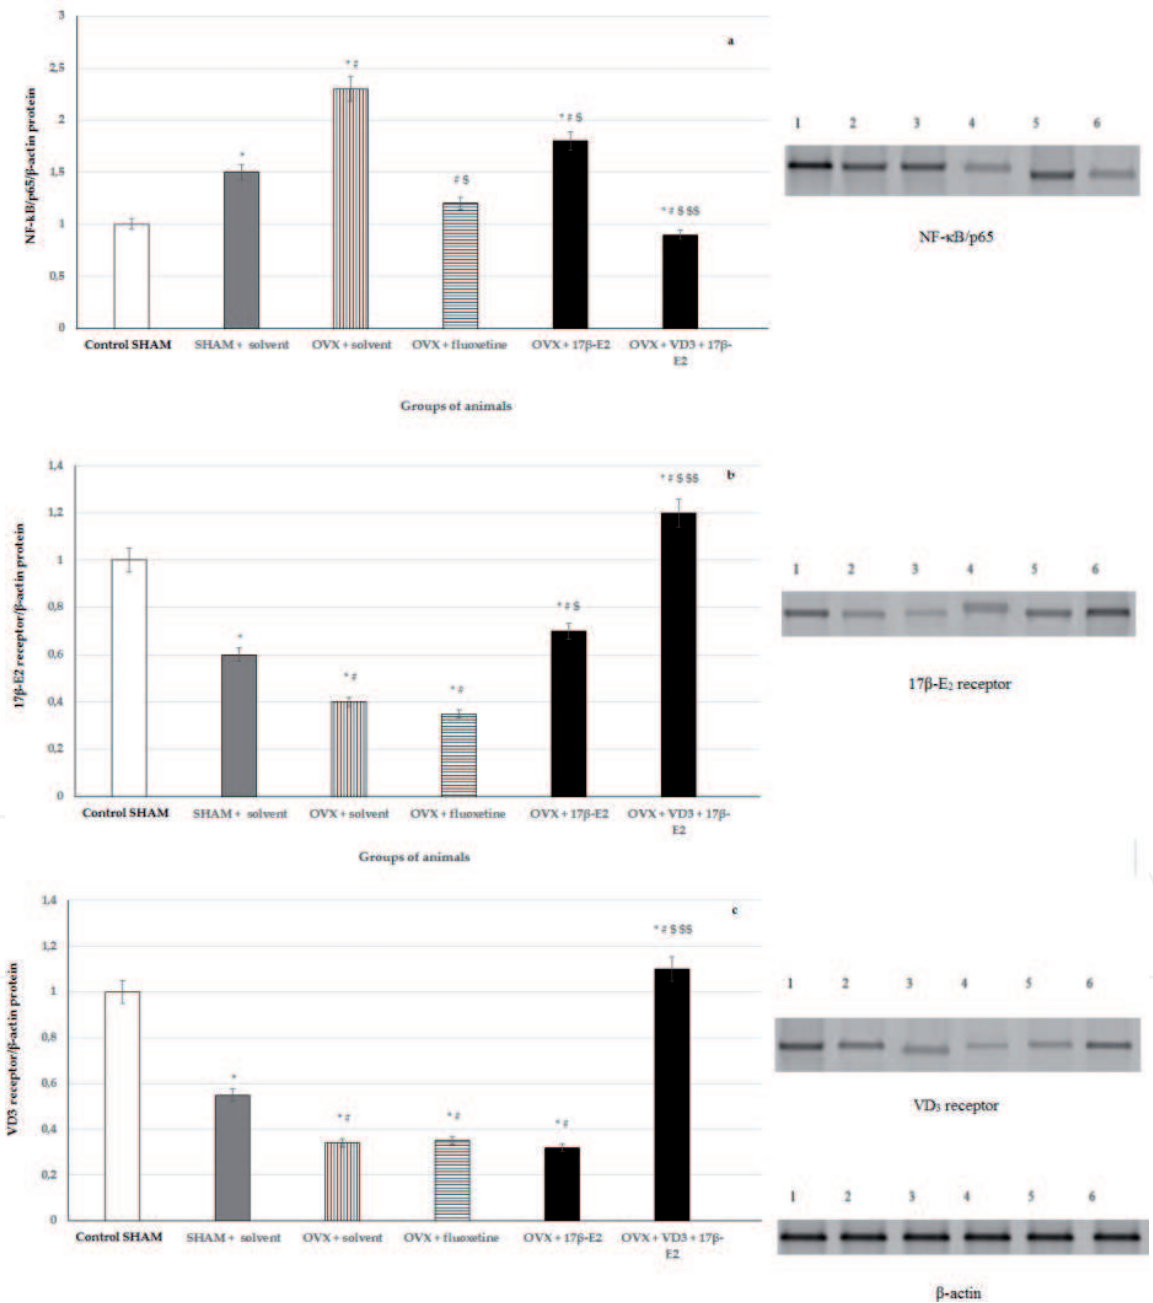 3
a
2,5
* #
NF-kB/p65/β-actin protein
2
* # $
1 2 3 4 5 6
1,5
*
# $
1
* # $ $$
NF-κB/p65
0,5
0
Control SHAM SHAM + solvent OVX + solvent OVX + fluoxetine OVX + 17β-E2 OVX + VD3 + 17β-
E2
Groups of animals
1,4
b
* # $ $$
1,2
17β-E2 receptor/β-actin protein
1
1 2 3 4 5 6
0,8
* # $
*
0,6
17β-E₂ receptor
* #
* #
0,4
0,2
0
Control SHAM SHAM + solvent OVX + solvent OVX + fluoxetine OVX + 17β-E2 OVX + VD3 + 17β-
E2
Groups of animals
1,4
c
* # $ $$
1,2
VD3 receptor/β-actin protein
1
1 2 3 4 5 6
0,8
*
0,6
VD₃ receptor
* #
* #
* #
0,4
0,2
1 2 3 4 5 6
0
Control SHAM SHAM + solvent OVX + solvent OVX + fluoxetine OVX + 17β-E2 OVX + VD3 + 17β-
E2
β-actin